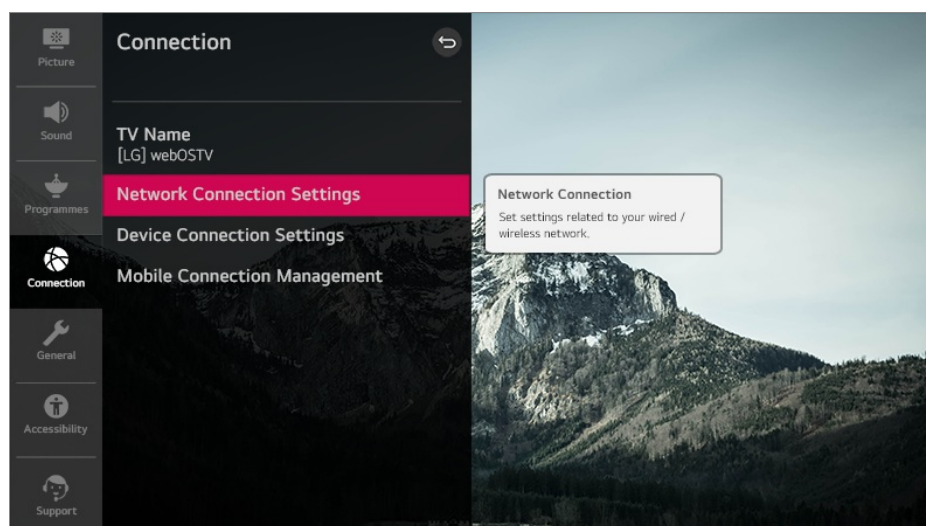 Picture
Sound
Programmes
Connection
General
Accessibility
Support
Connection
TV Name
[LG] webOSTV
Network Connection Settings
Device Connection Settings
Mobile Connection Management
Network Connection
Set settings related to your wired /
wireless network.